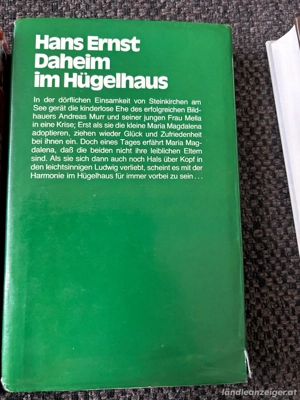 Hans Ernst
Daheim
im Hügelhaus
In der dörflichen Einsamkeit von Steinkirchen am
See gerät die kinderlose Ehe des erfolgreichen Bild-
hauers Andreas Murr und seiner jungen Frau Mella
in eine Krise; Erst als sie die kleine Maria Magdalena
adoptieren, ziehen wieder Glück und Zufriedenheit
bei ihnen ein. Doch eines Tages erfährt Maria Mag-
dalena, daß die beiden nicht ihre leiblichen Eltern
sind. Als sie sich dann auch noch Hals über Kopf in
den leichtsinnigen Ludwig verliebt, scheint es mit der
Harmonie im Hügelhaus für immer vorbei zu sein ...
ländleanzeiger.at